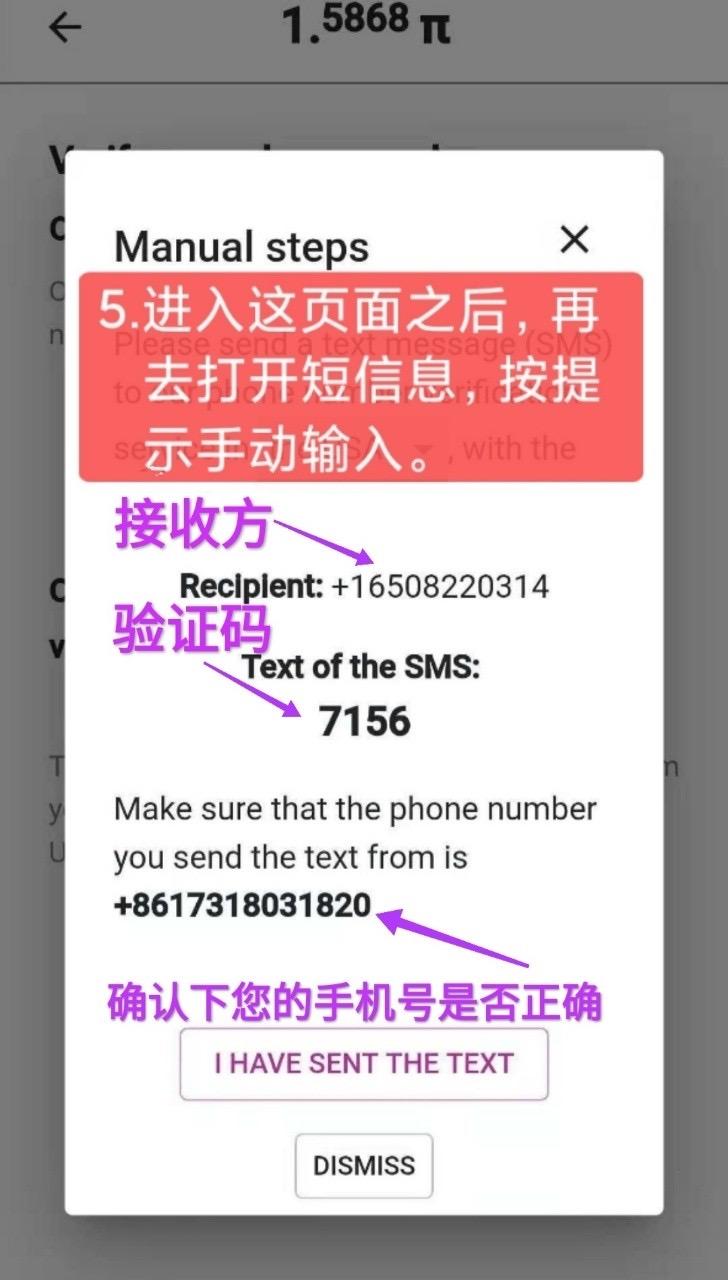 1.5868 π
Manual steps
5.进入这页面之后，再
去打开短信息，按提
示手动输入。
Please send a text message (SMS)
to our phone number verification
, with the
接收方
Recipient: +16508220314
验证码
Text of the SMS:
7156
Make sure that the phone number
you send the text from is
+8617318031820
确认下您的手机号是否正确
I HAVE SENT THE TEXT
DISMISS